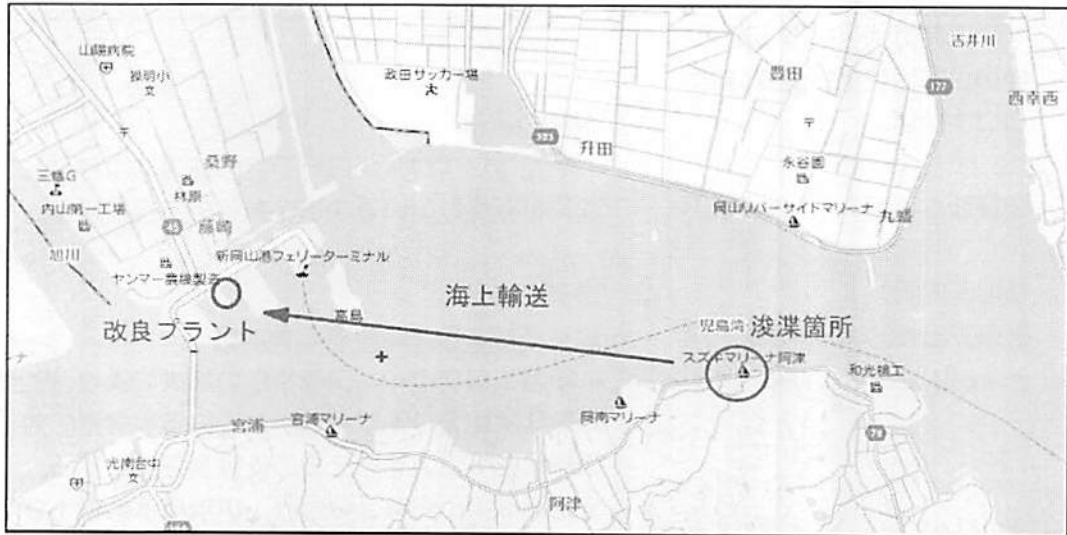 山陽病院
操明小
文
政田サッカー場
豊田
吉井川
177
西幸西
〒
升田
桑野
三蟠G
林原
永谷園
内山第一工場
45
岡山リバーサイドマリーナ
九蟠
藤崎
旭川
新岡山港フェリーターミナル
ヤンマー農機製造
海上輸送
高島
児島湾
浚渫箇所
改良プラント
スズキマリーナ阿津
和光機工
宮浦
宮浦マリーナ
岡南マリーナ
光南台中
文
阿津